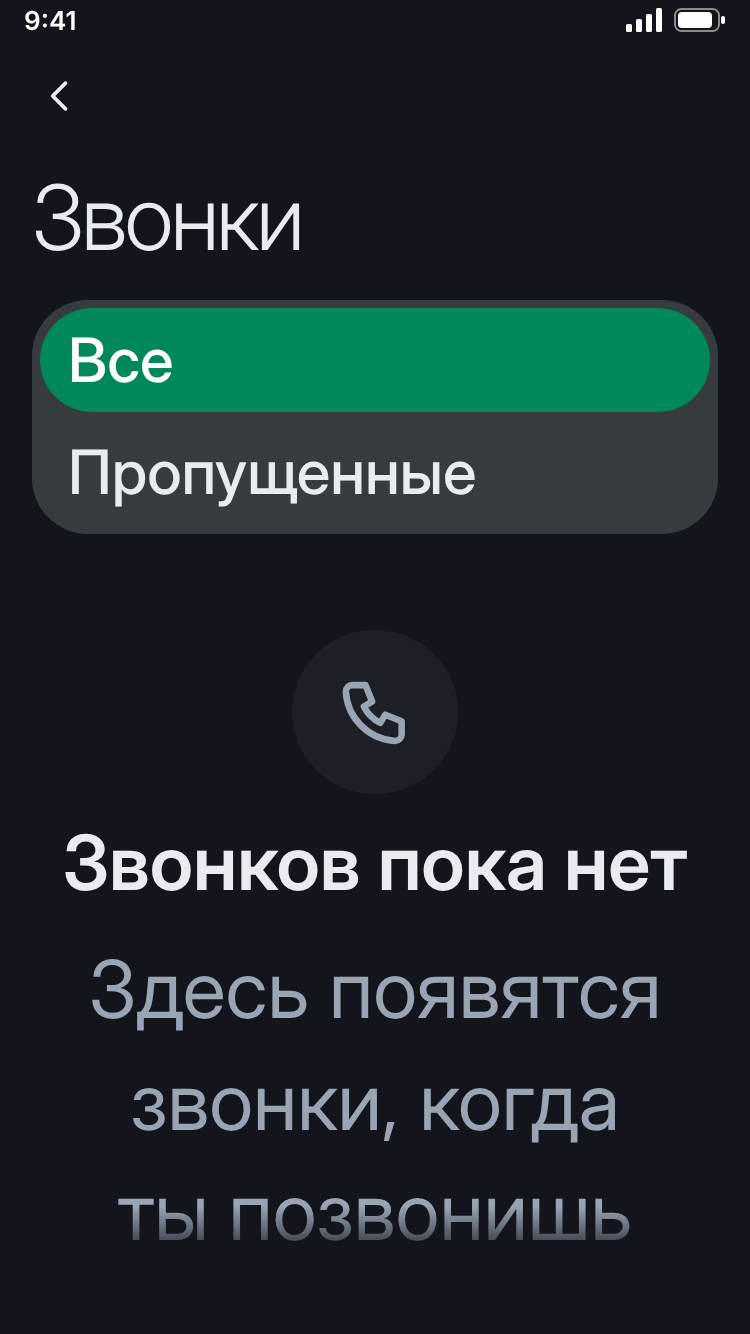 9:41
Звонки
Все
Пропущенные
Звонков пока нет
Здесь появятся
звонки, когда
ты позвонишь